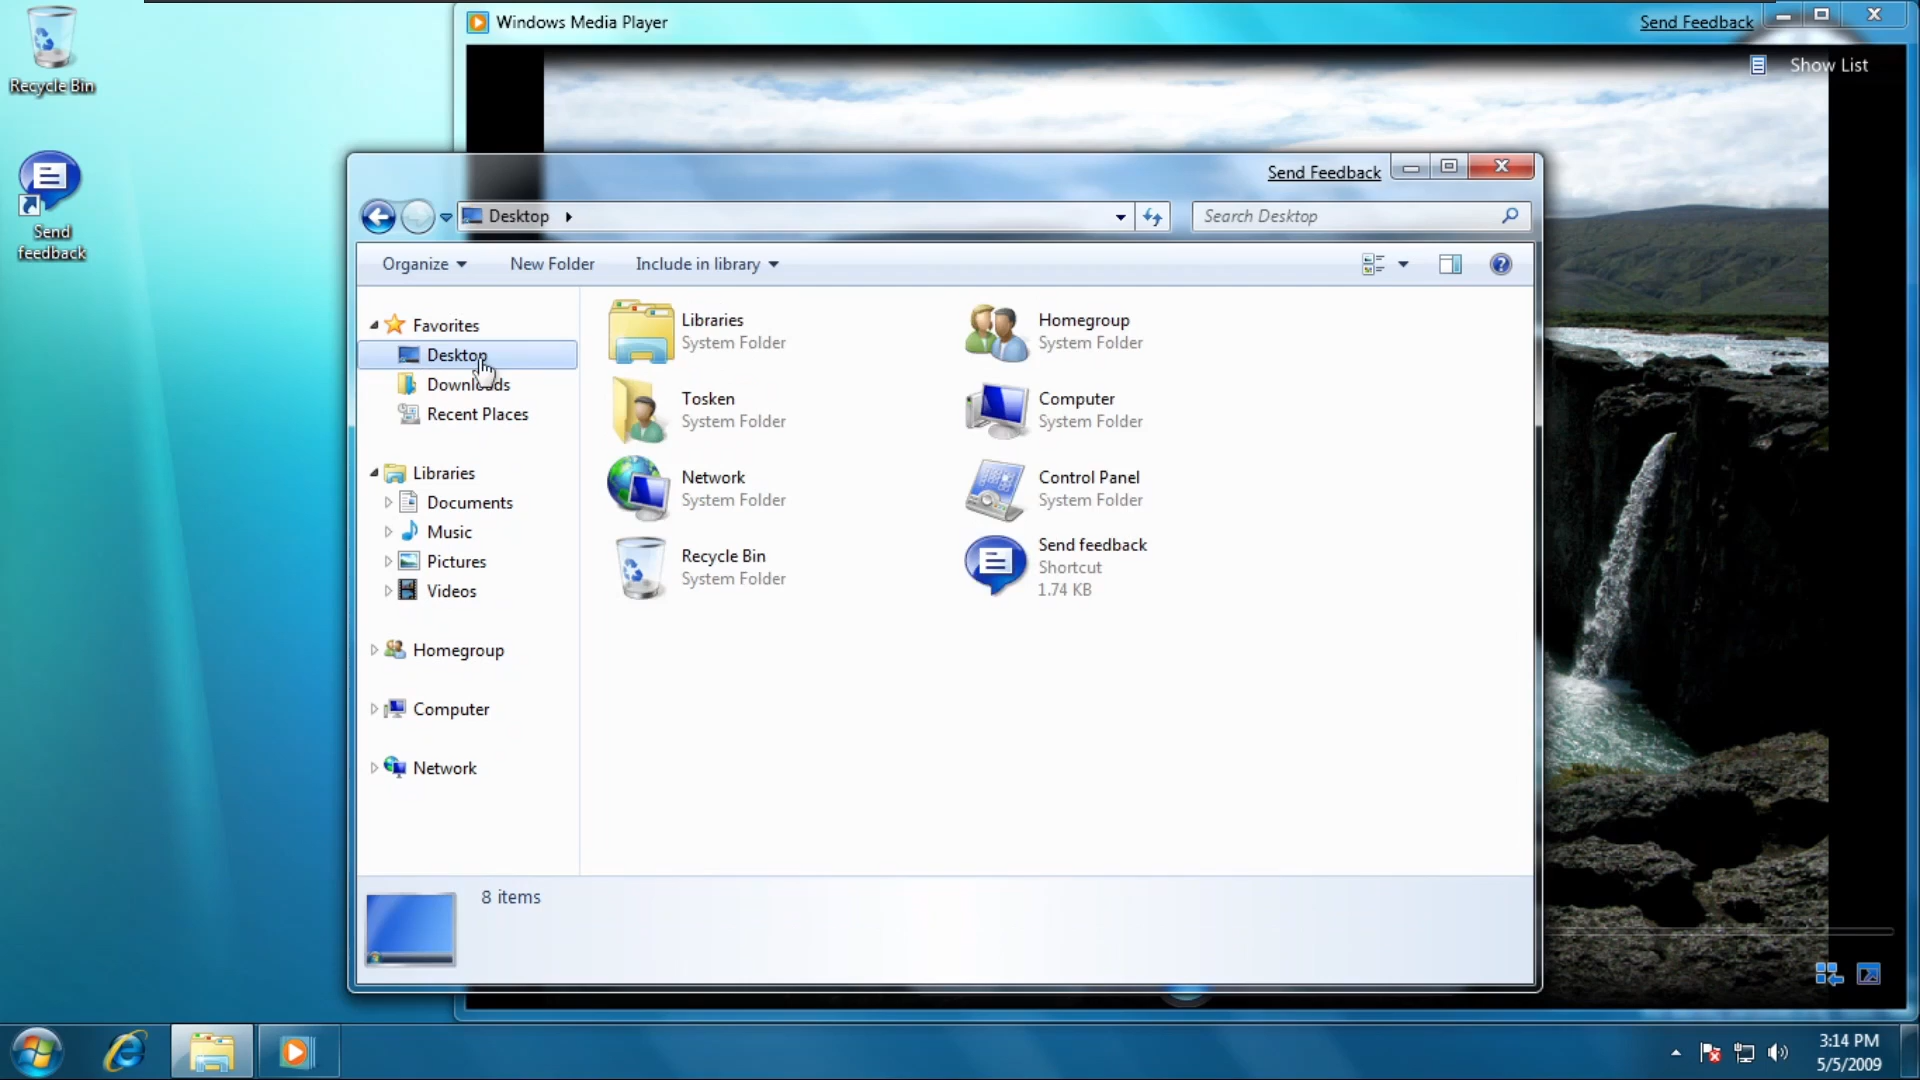 Recycle Bin
Send
feedback
Windows Media Player
Send Feedback
Show List
Send Feedback
Desktop
Search Desktop
Organize
New Folder
Include in library
Favorites
Desktop
Downloads
Recent Places
Libraries
Documents
Music
Pictures
Videos
Homegroup
Computer
Network
Libraries
System Folder
Homegroup
System Folder
Tosken
System Folder
Computer
System Folder
Network
System Folder
Control Panel
System Folder
Recycle Bin
System Folder
Send feedback
Shortcut
1.74 KB
8 items
3:14 PM
5/5/2009